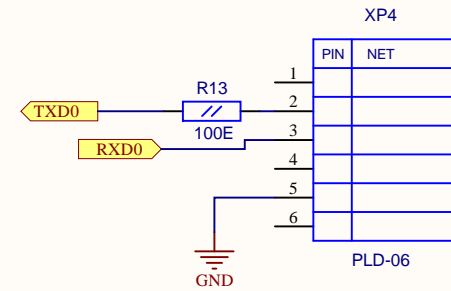 XP4
PIN NET
1
R13
TXD0
2
100E
3
RXD0
4
5
6
PLD-06
GND